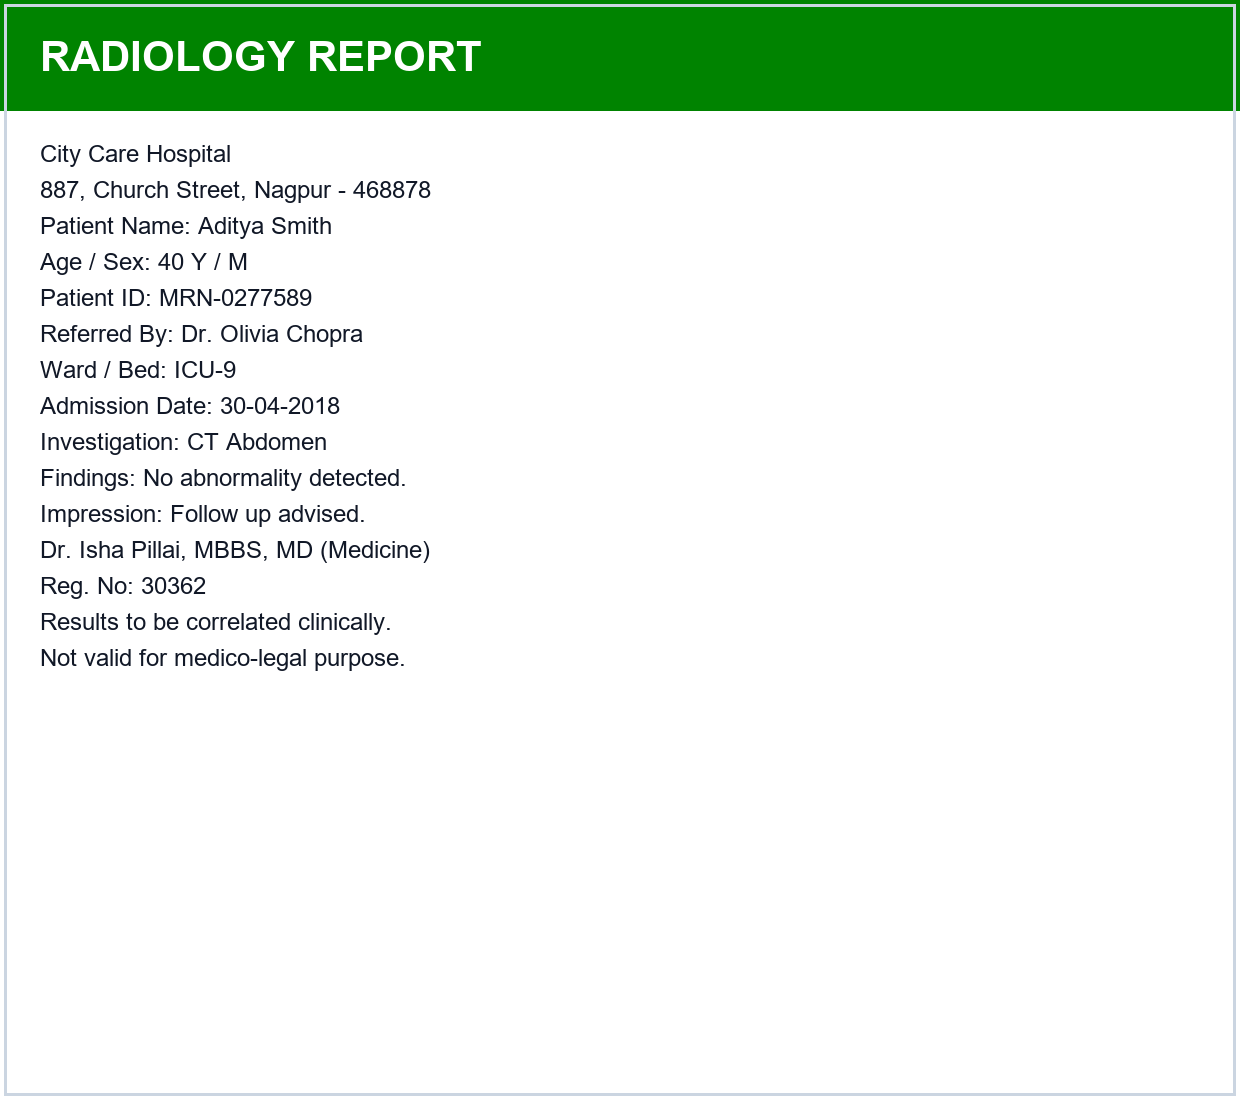 RADIOLOGY REPORT
City Care Hospital
887, Church Street, Nagpur - 468878
Patient Name: Aditya Smith
Age / Sex: 40 Y / M
Patient ID: MRN-0277589
Referred By: Dr. Olivia Chopra
Ward / Bed: ICU-9
Admission Date: 30-04-2018
Investigation: CT Abdomen
Findings: No abnormality detected.
Impression: Follow up advised.
Dr. Isha Pillai, MBBS, MD (Medicine)
Reg. No: 30362
Results to be correlated clinically.
Not valid for medico-legal purpose.